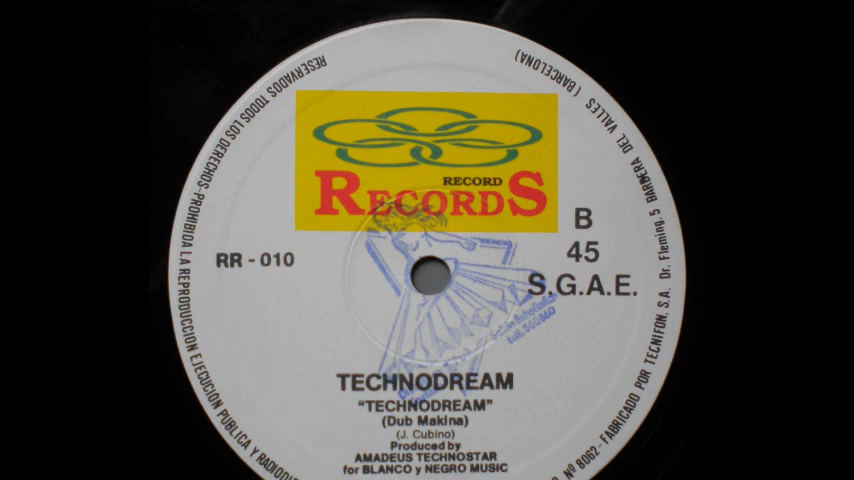 RESERVADOS TODOS LOS DERECHOS-PROHIBIDA LA REPRODUCCION EJECUCION PUBLICA Y
RECORD
RECORDS
RR - 010
B
45
S.G.A.E.
tell. 540860
TECHNODREAM
“TECHNODREAM”
(Dub Makina)
(J. Cubino)
Produced by
AMADEUS TECHNOSTAR
for BLANCO y NEGRO MUSIC
Nº 8062 - FABRICADO POR TECNIFON, S.A. Dr. Fleming, 5 BARBERA DEL VALLES (BARCELONA)